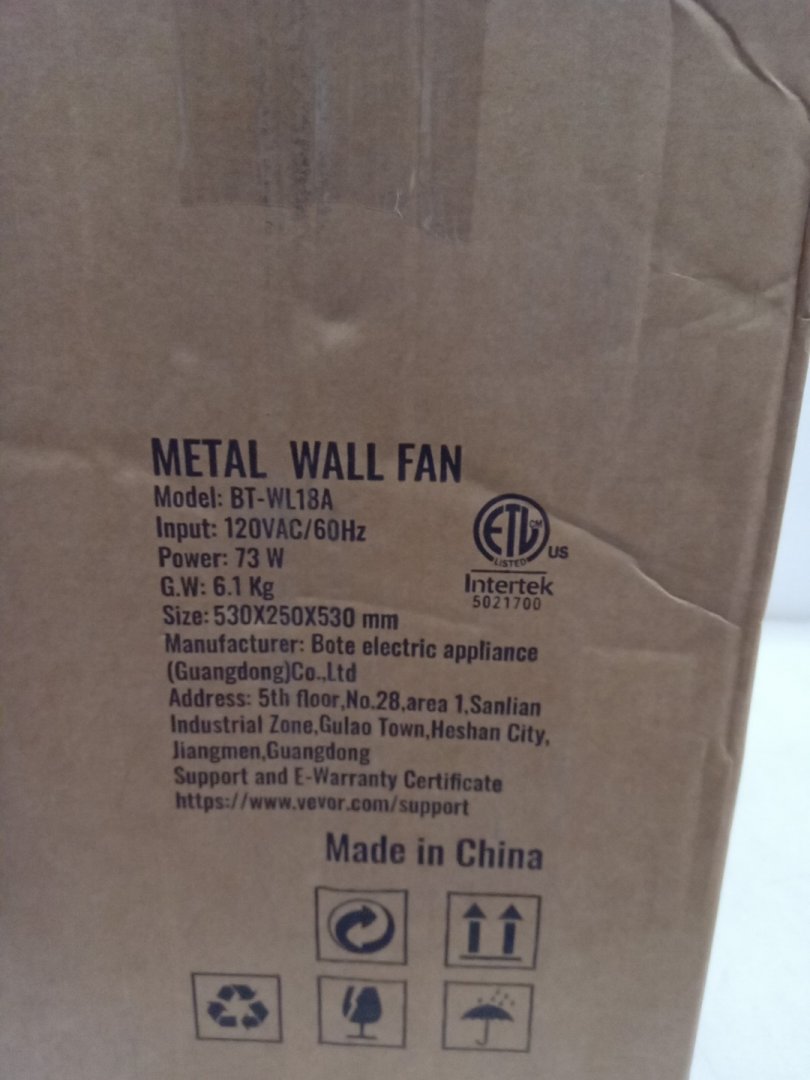 METAL WALL FAN
Model: BT-WL18A
Input: 120VAC/60Hz
Power: 73 W
G.W: 6.1 Kg
Size: 530X250X530 mm
Manufacturer: Bote electric appliance
(Guangdong)Co.,Ltd
Address: 5th floor,No.28,area 1,Sanlian
Industrial Zone,Gulao Town,Heshan City,
Jiangmen,Guangdong
Support and E-Warranty Certificate
https://www.vevor.com/support
ETL CM
LISTED
US
Intertek
5021700
Made in China